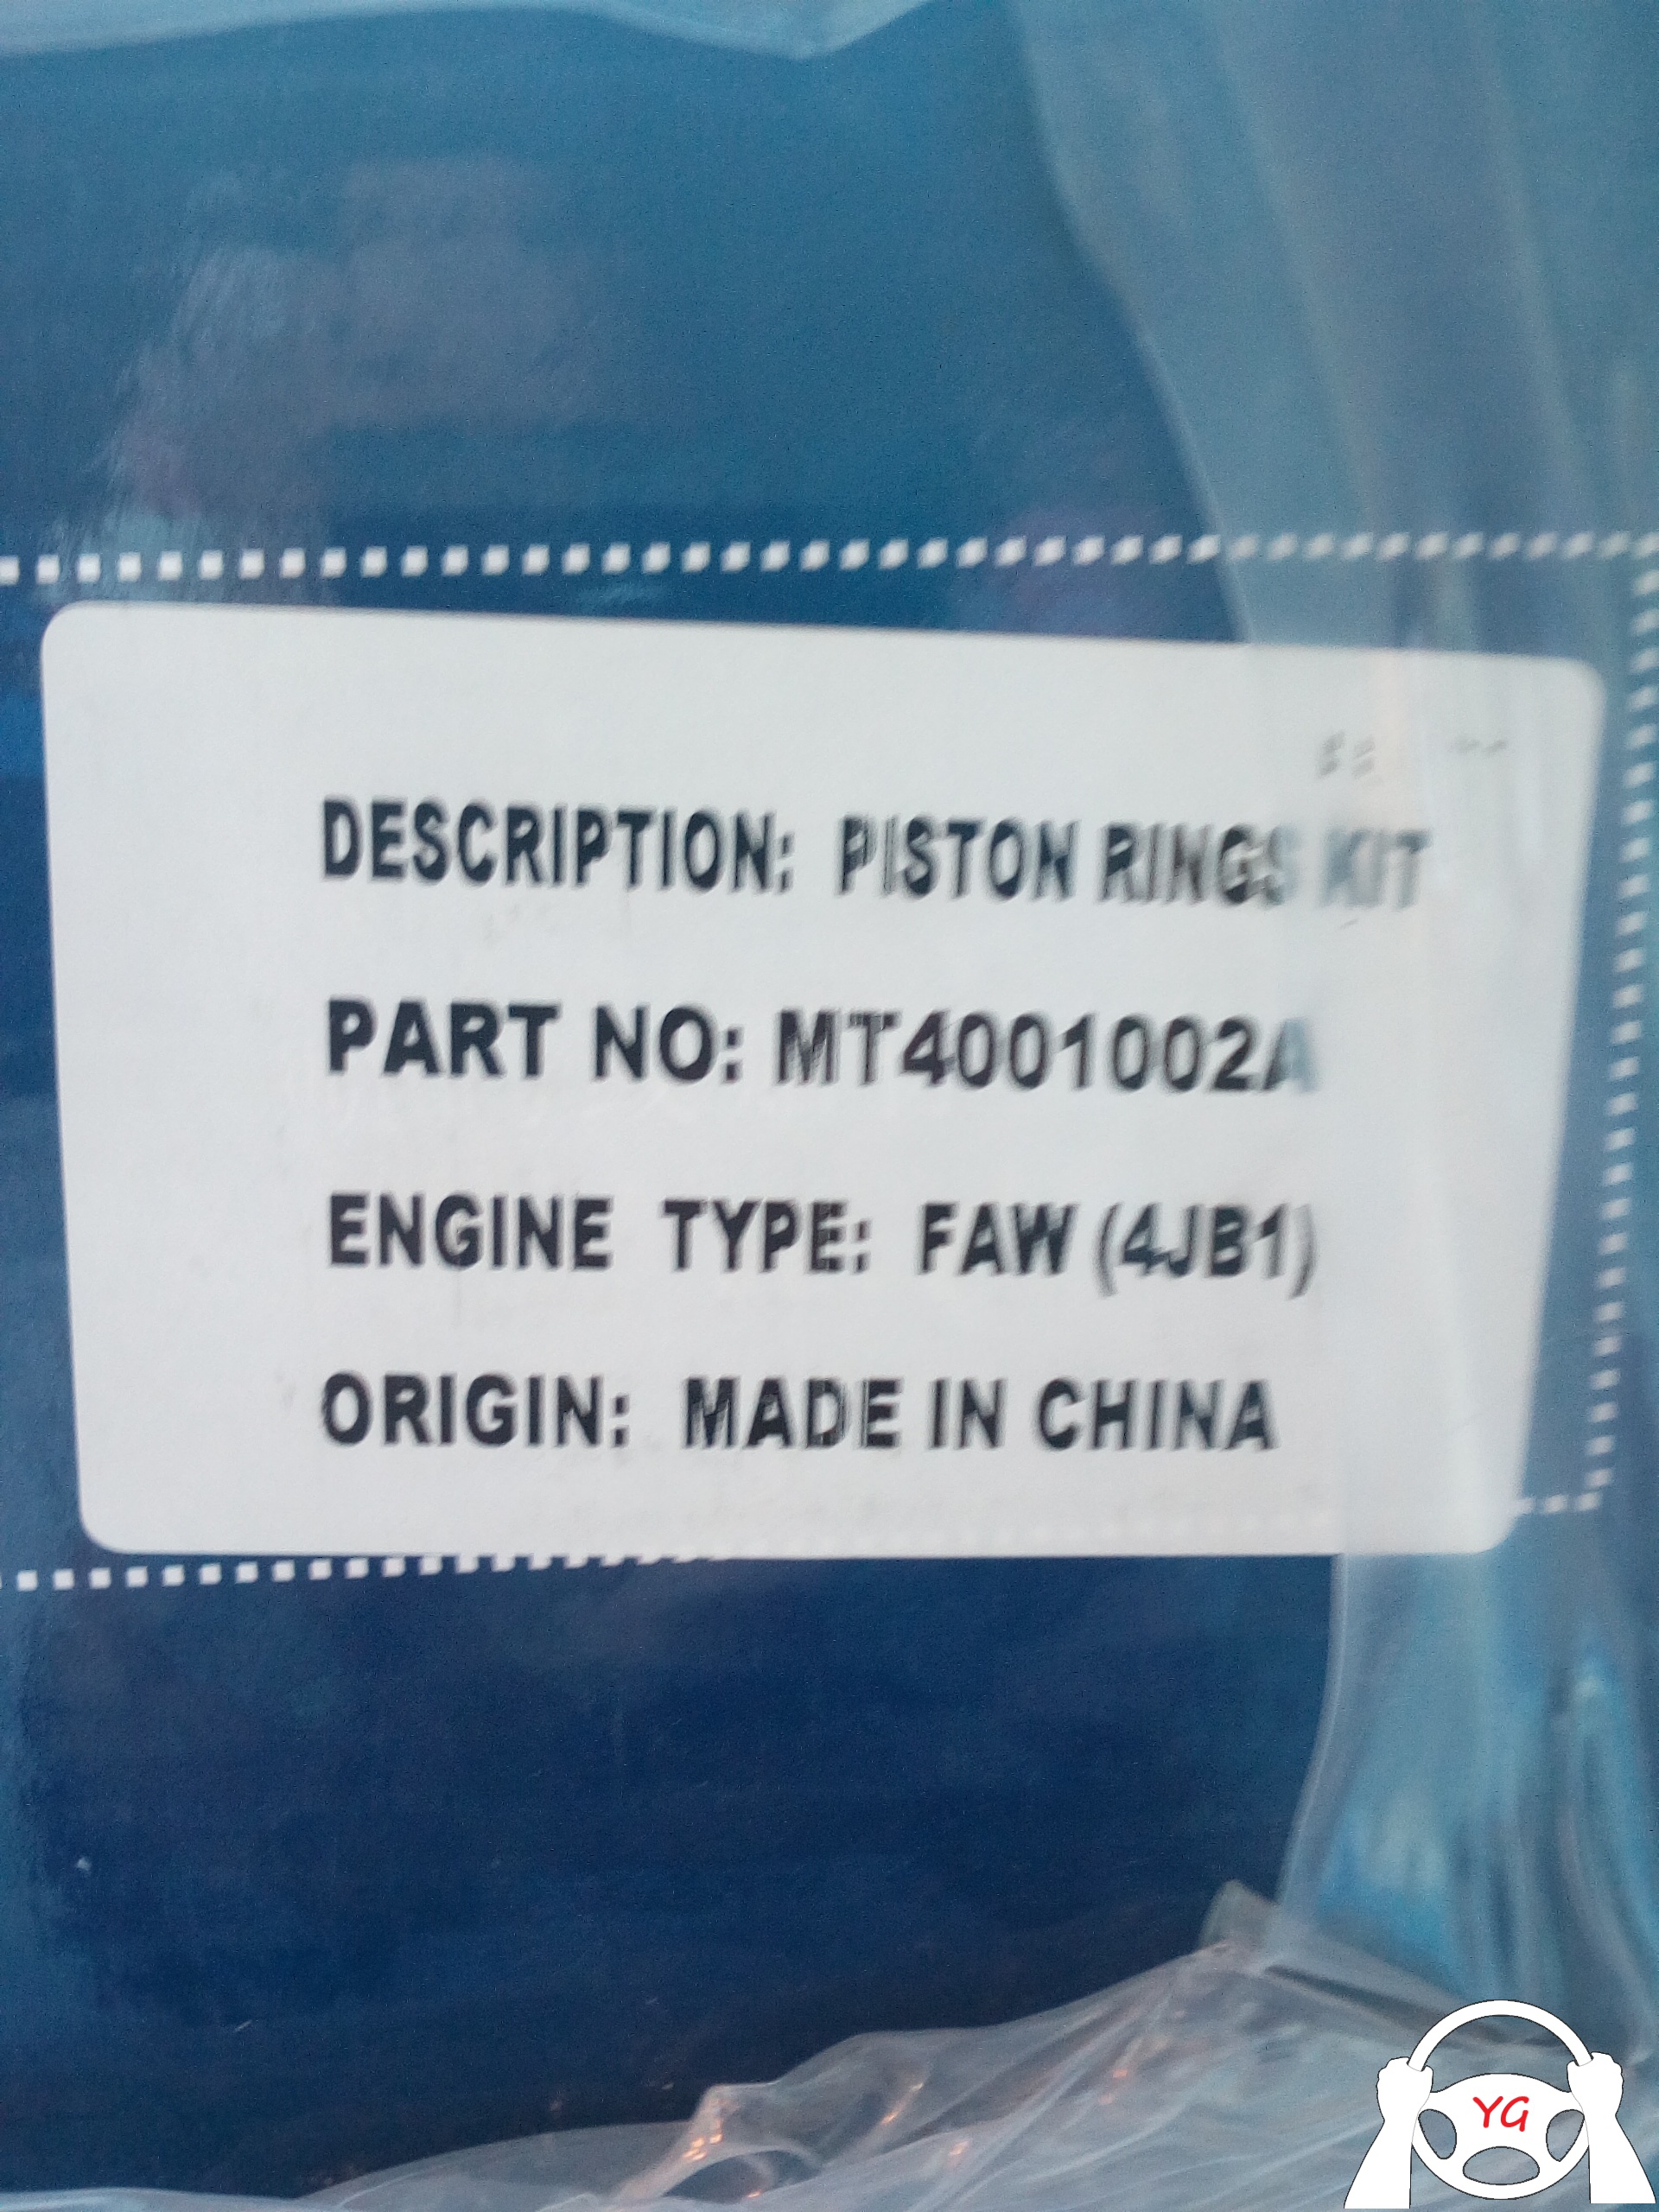 DESCRIPTION: PISTON RINGS KIT
PART NO: MT4001002A
ENGINE TYPE: FAW (4JB1)
ORIGIN: MADE IN CHINA
YG